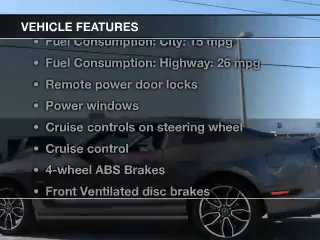 VEHICLE FEATURES
• Fuel Consumption: City: 15 mpg
• Fuel Consumption: Highway: 26 mpg
• Remote power door locks
• Power windows
• Cruise controls on steering wheel
• Cruise control
• 4-wheel ABS Brakes
• Front Ventilated disc brakes